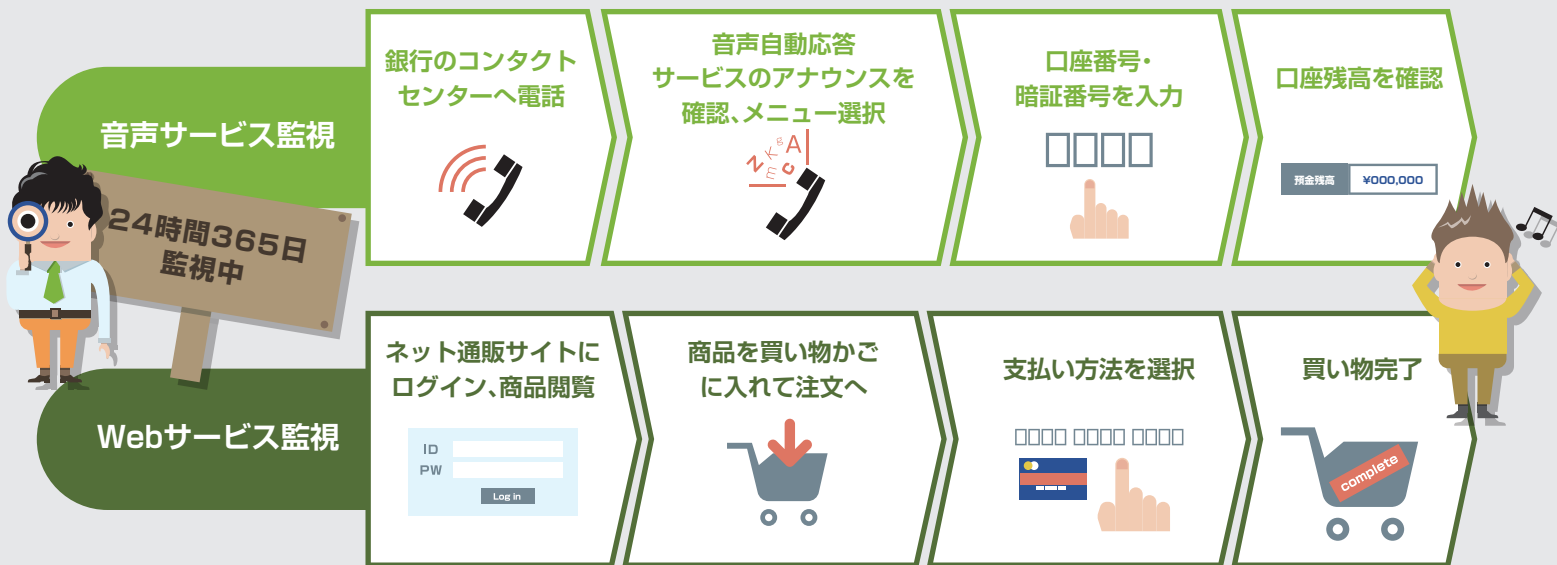 音声サービス監視
24時間365日
監視中
銀行のコンタクト
センターへ電話
音声自動応答
サービスのアナウンスを
確認、メニュー選択
N K s A
E C
口座番号・
暗証番号を入力
口座残高を確認
預金残高 ¥000,000
Webサービス監視
ネット通販サイトに
ログイン、商品閲覧
ID
PW
Log in
商品を買い物かご
に入れて注文へ
支払い方法を選択
買い物完了
complete